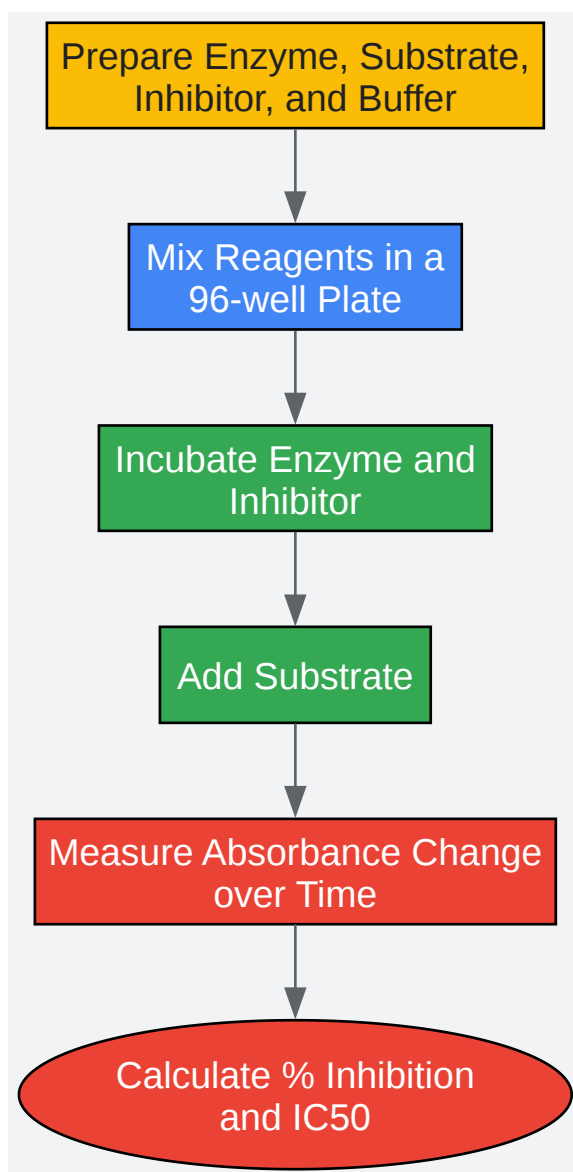 Prepare Enzyme, Substrate,
Inhibitor, and Buffer
Mix Reagents in a
96-well Plate
Incubate Enzyme and
Inhibitor
Add Substrate
Measure Absorbance Change
over Time
Calculate % Inhibition
and IC50